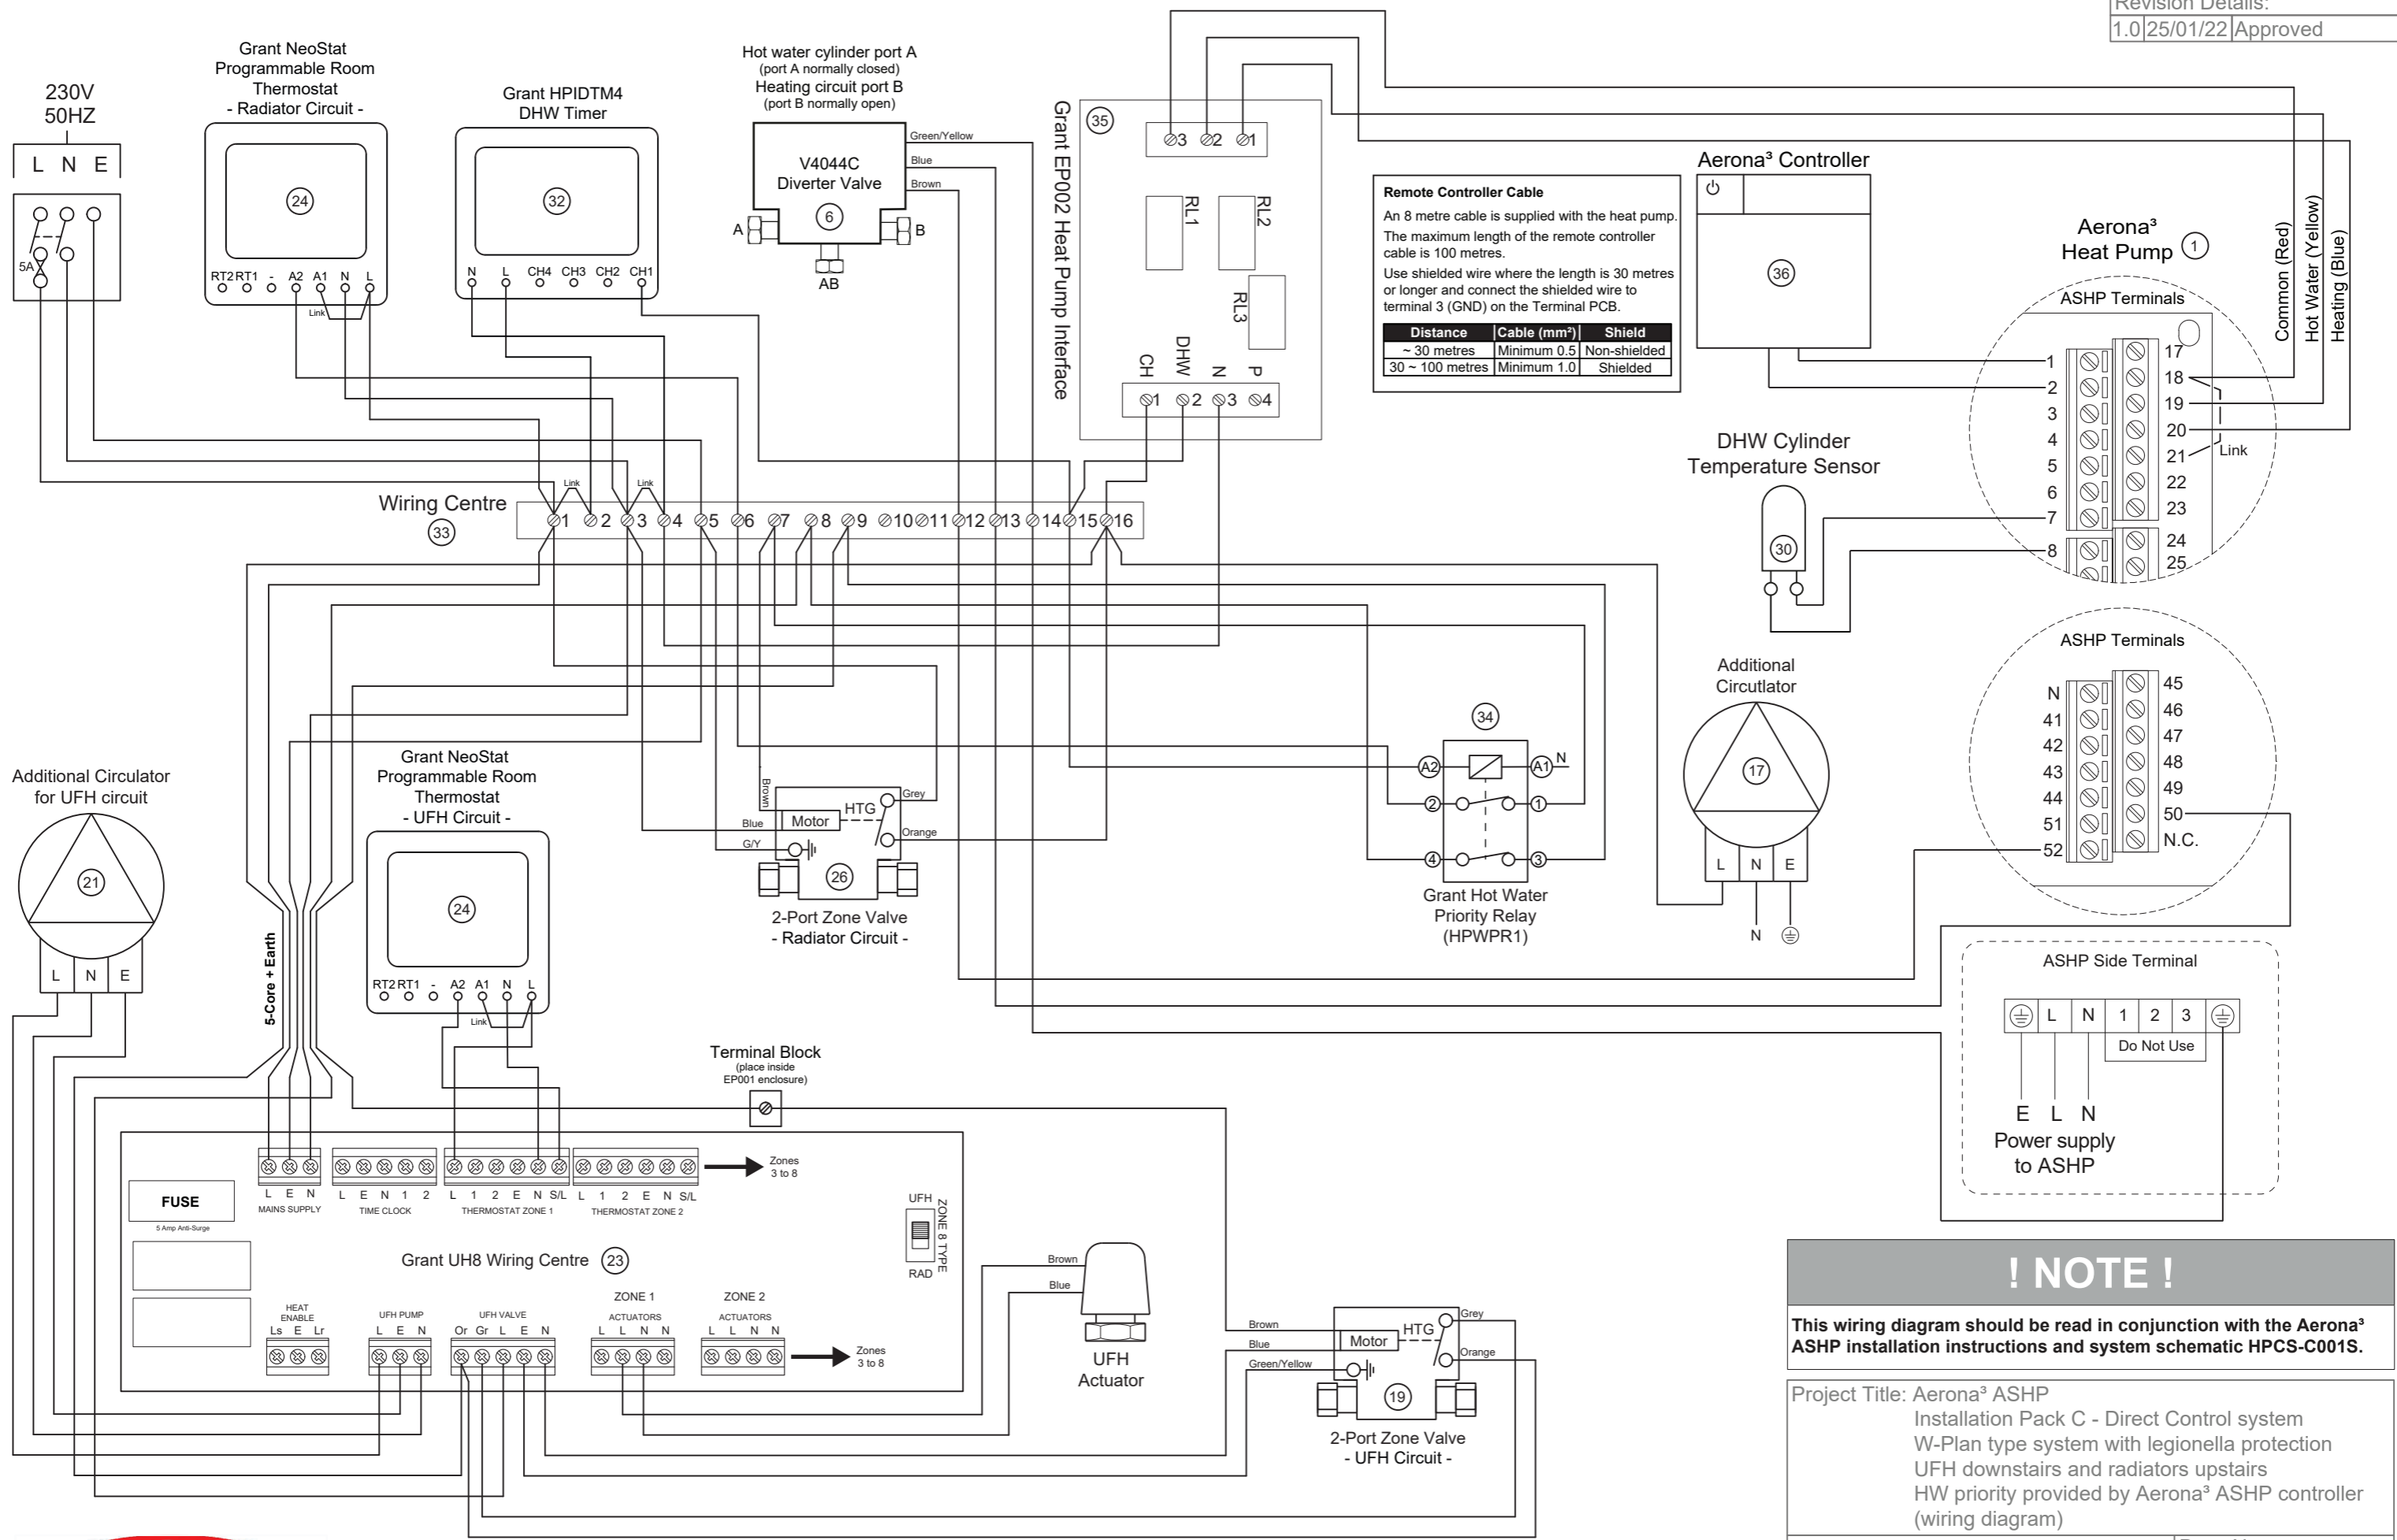 Revision Details:
1.0 25/01/22 Approved
230V
50HZ
L N E
5A
Grant NeoStat
Programmable Room
Thermostat
- Radiator Circuit -
24
RT2 RT1 - A2 A1 N L
Link
Grant HPIDTM4
DHW Timer
32
N L CH4 CH3 CH2 CH1
Hot water cylinder port A
(port A normally closed)
Heating circuit port B
(port B normally open)
V4044C
Diverter Valve
6
A B
AB
Green/Yellow
Blue
Brown
Grant EP002 Heat Pump Interface
35
3 2 1
RL1
RL2
RL3
CH DHW N P
1 2 3 4
Remote Controller Cable
An 8 metre cable is supplied with the heat pump.
The maximum length of the remote controller
cable is 100 metres.
Use shielded wire where the length is 30 metres
or longer and connect the shielded wire to
terminal 3 (GND) on the Terminal PCB.
Distance Cable (mm²) Shield
~ 30 metres Minimum 0.5 Non-shielded
30 ~ 100 metres Minimum 1.0 Shielded
Aerona³ Controller
36
Aerona³
Heat Pump 1
Common (Red)
Hot Water (Yellow)
Heating (Blue)
ASHP Terminals
1 17
2 18
3 19
4 20
5 21
6 22
7 23
8 24
25
Link
DHW Cylinder
Temperature Sensor
30
Wiring Centre
33
Link Link
1 2 3 4 5 6 7 8 9 10 11 12 13 14 15 16
ASHP Terminals
N 45
41 46
42 47
43 48
44 49
51 50
52 N.C.
Additional
Circutlator
17
L N E
N
34
A2 A1 N
2 1
4 3
Grant Hot Water
Priority Relay
(HPWPR1)
Brown
Blue
G/Y
Motor
HTG
Grey
Orange
26
2-Port Zone Valve
- Radiator Circuit -
Additional Circulator
for UFH circuit
21
L N E
5-Core + Earth
Grant NeoStat
Programmable Room
Thermostat
- UFH Circuit -
24
RT2 RT1 - A2 A1 N L
Link
Terminal Block
(place inside
EP001 enclosure)
ASHP Side Terminal
L N 1 2 3
Do Not Use
E L N
Power supply
to ASHP
FUSE
5 Amp Anti-Surge
L E N
MAINS SUPPLY
L E N 1 2
TIME CLOCK
L 1 2 E N S/L
THERMOSTAT ZONE 1
L 1 2 E N S/L
THERMOSTAT ZONE 2
Zones
3 to 8
UFH
ZONE 8 TYPE
RAD
Grant UH8 Wiring Centre 23
HEAT
ENABLE
Ls E Lr
UFH PUMP
L E N
UFH VALVE
Or Gr L E N
ZONE 1
ACTUATORS
L L N N
ZONE 2
ACTUATORS
L L N N
Zones
3 to 8
Brown
Blue
UFH
Actuator
Brown
Blue
Green/Yellow
Motor
HTG
Grey
Orange
19
2-Port Zone Valve
- UFH Circuit -
! NOTE !
This wiring diagram should be read in conjunction with the Aerona³
ASHP installation instructions and system schematic HPCS-C001S.
Project Title: Aerona³ ASHP
Installation Pack C - Direct Control system
W-Plan type system with legionella protection
UFH downstairs and radiators upstairs
HW priority provided by Aerona³ ASHP controller
(wiring diagram)